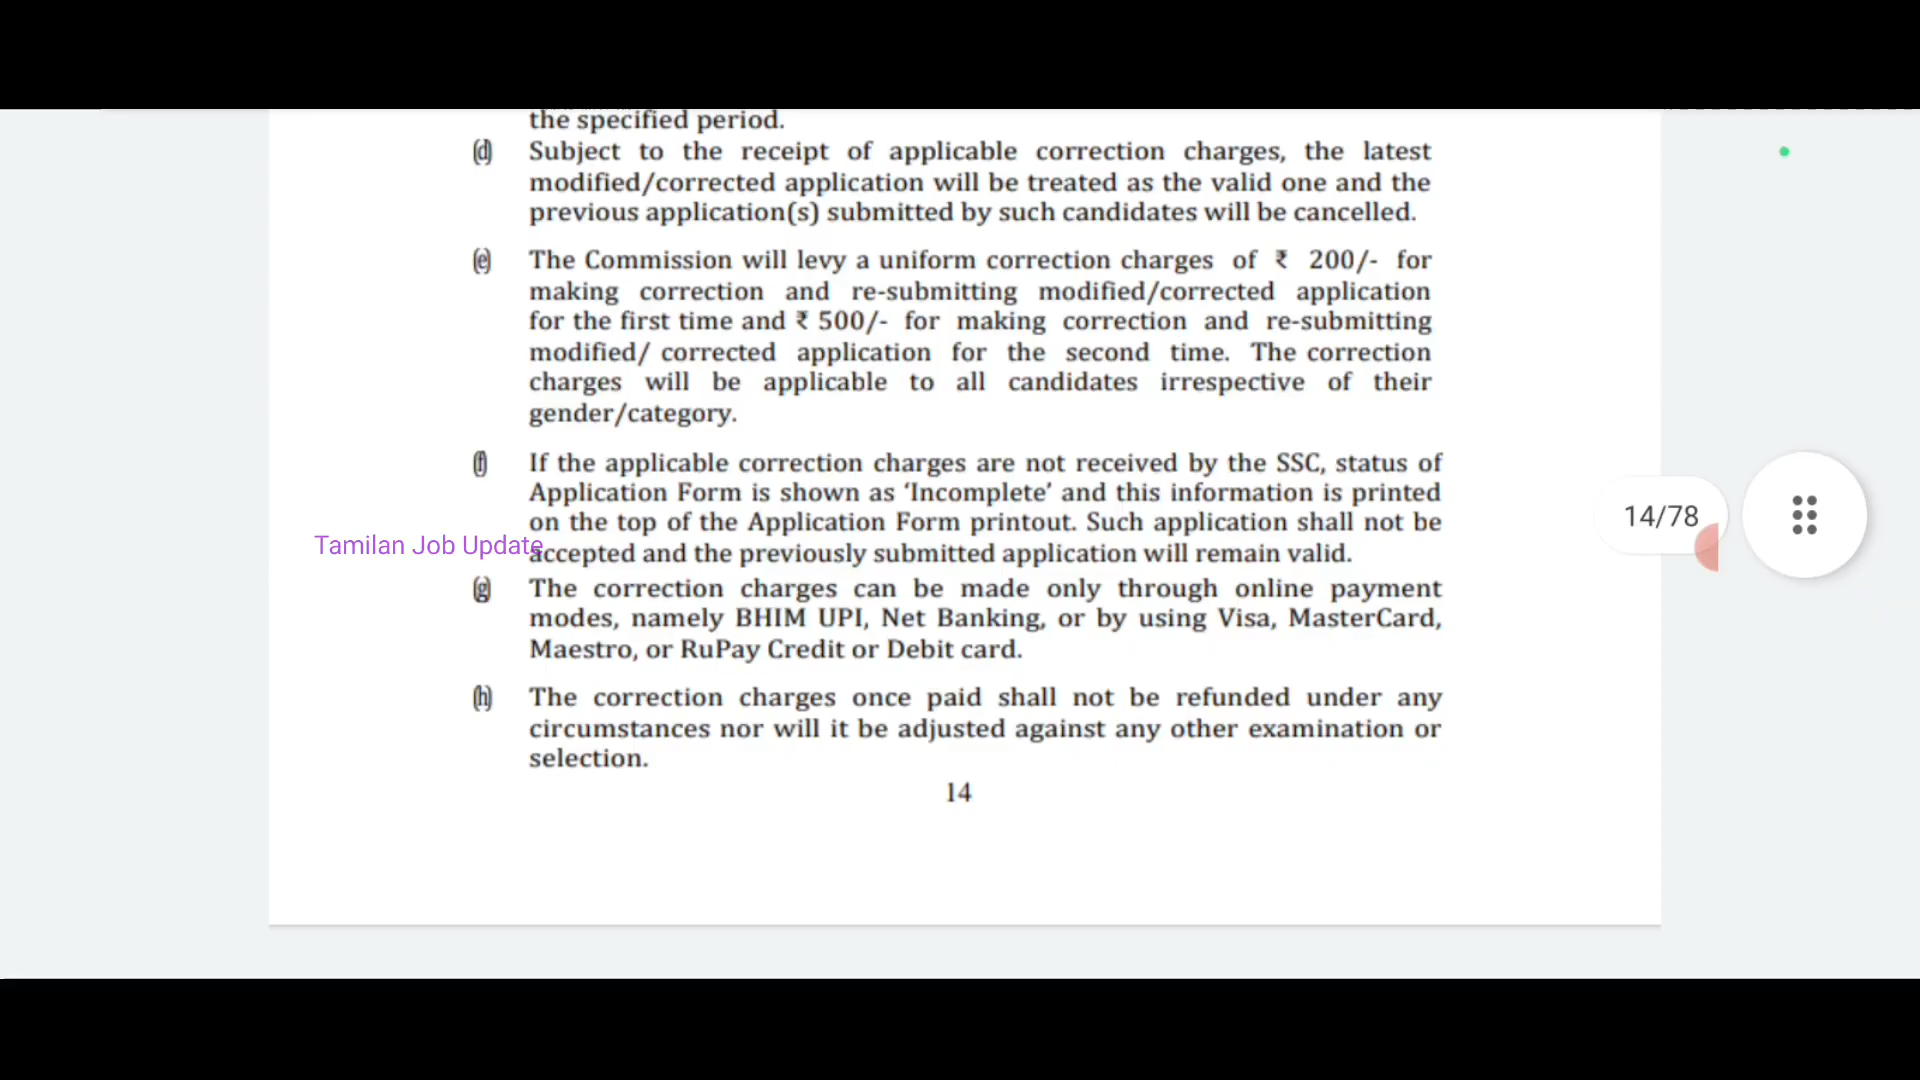 the specified period.
(d) Subject to the receipt of applicable correction charges, the latest
modified/corrected application will be treated as the valid one and the
previous application(s) submitted by such candidates will be cancelled.
(e) The Commission will levy a uniform correction charges of ₹ 200/- for
making correction and re-submitting modified/corrected application
for the first time and ₹ 500/- for making correction and re-submitting
modified/ corrected application for the second time. The correction
charges will be applicable to all candidates irrespective of their
gender/category.
(f) If the applicable correction charges are not received by the SSC, status of
Application Form is shown as ‘Incomplete’ and this information is printed
on the top of the Application Form printout. Such application shall not be
accepted and the previously submitted application will remain valid.
Tamilan Job Update
(g) The correction charges can be made only through online payment
modes, namely BHIM UPI, Net Banking, or by using Visa, MasterCard,
Maestro, or RuPay Credit or Debit card.
(h) The correction charges once paid shall not be refunded under any
circumstances nor will it be adjusted against any other examination or
selection.
14
14/78